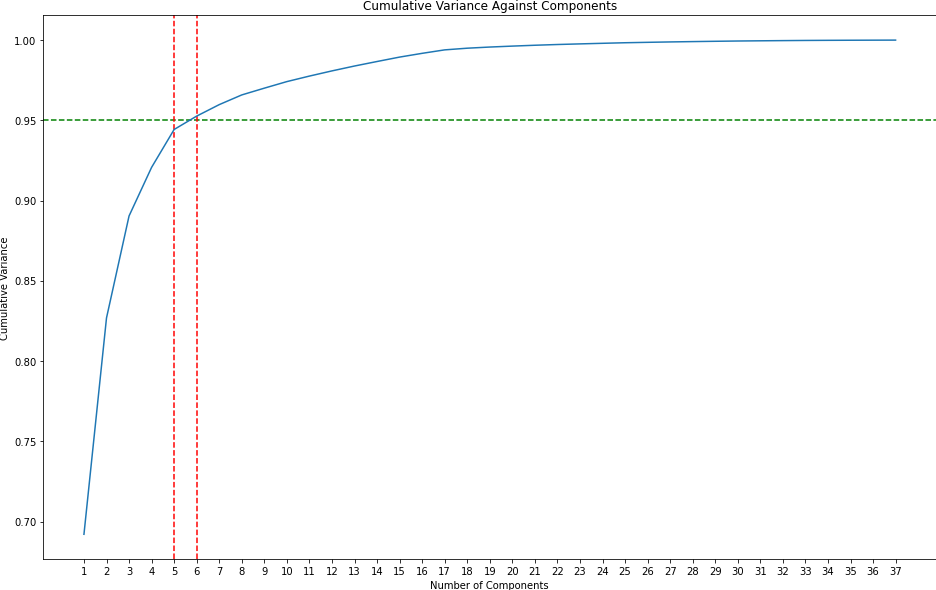 Cumulative Variance Against Components
1.00
0.95
0.90
0.85
0.80
0.75
0.70
Cumulative Variance
1 2 3 4 5 6 7 8 9 10 11 12 13 14 15 16 17 18 19 20 21 22 23 24 25 26 27 28 29 30 31 32 33 34 35 36 37
Number of Components